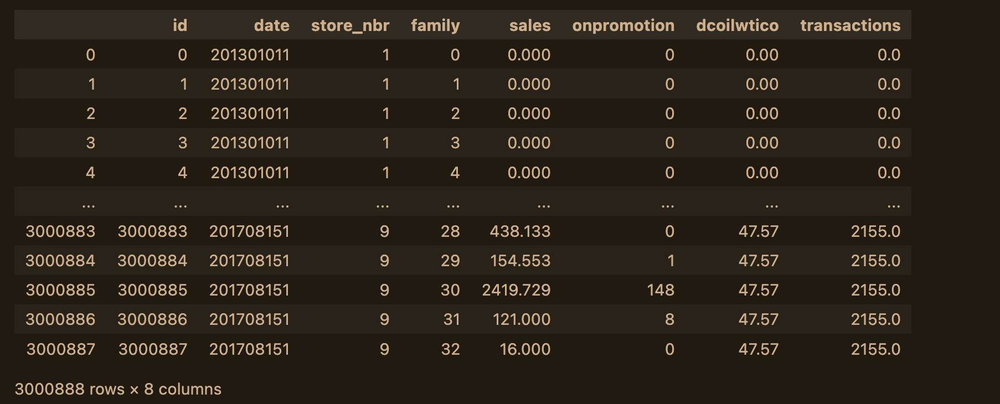 id date store_nbr family sales onpromotion dcoilwtico transactions
0 0 201301011 1 0 0.000 0 0.00 0.0
1 1 201301011 1 1 0.000 0 0.00 0.0
2 2 201301011 1 2 0.000 0 0.00 0.0
3 3 201301011 1 3 0.000 0 0.00 0.0
4 4 201301011 1 4 0.000 0 0.00 0.0
... ... ... ... ... ... ... ... ...
3000883 3000883 201708151 9 28 438.133 0 47.57 2155.0
3000884 3000884 201708151 9 29 154.553 1 47.57 2155.0
3000885 3000885 201708151 9 30 2419.729 148 47.57 2155.0
3000886 3000886 201708151 9 31 121.000 8 47.57 2155.0
3000887 3000887 201708151 9 32 16.000 0 47.57 2155.0
3000888 rows × 8 columns